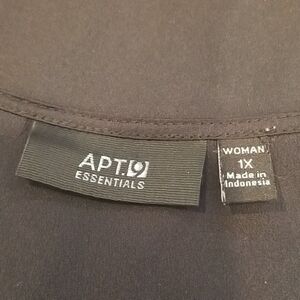 APT.9
ESSENTIALS
WOMAN
1X
Made in
Indonesia